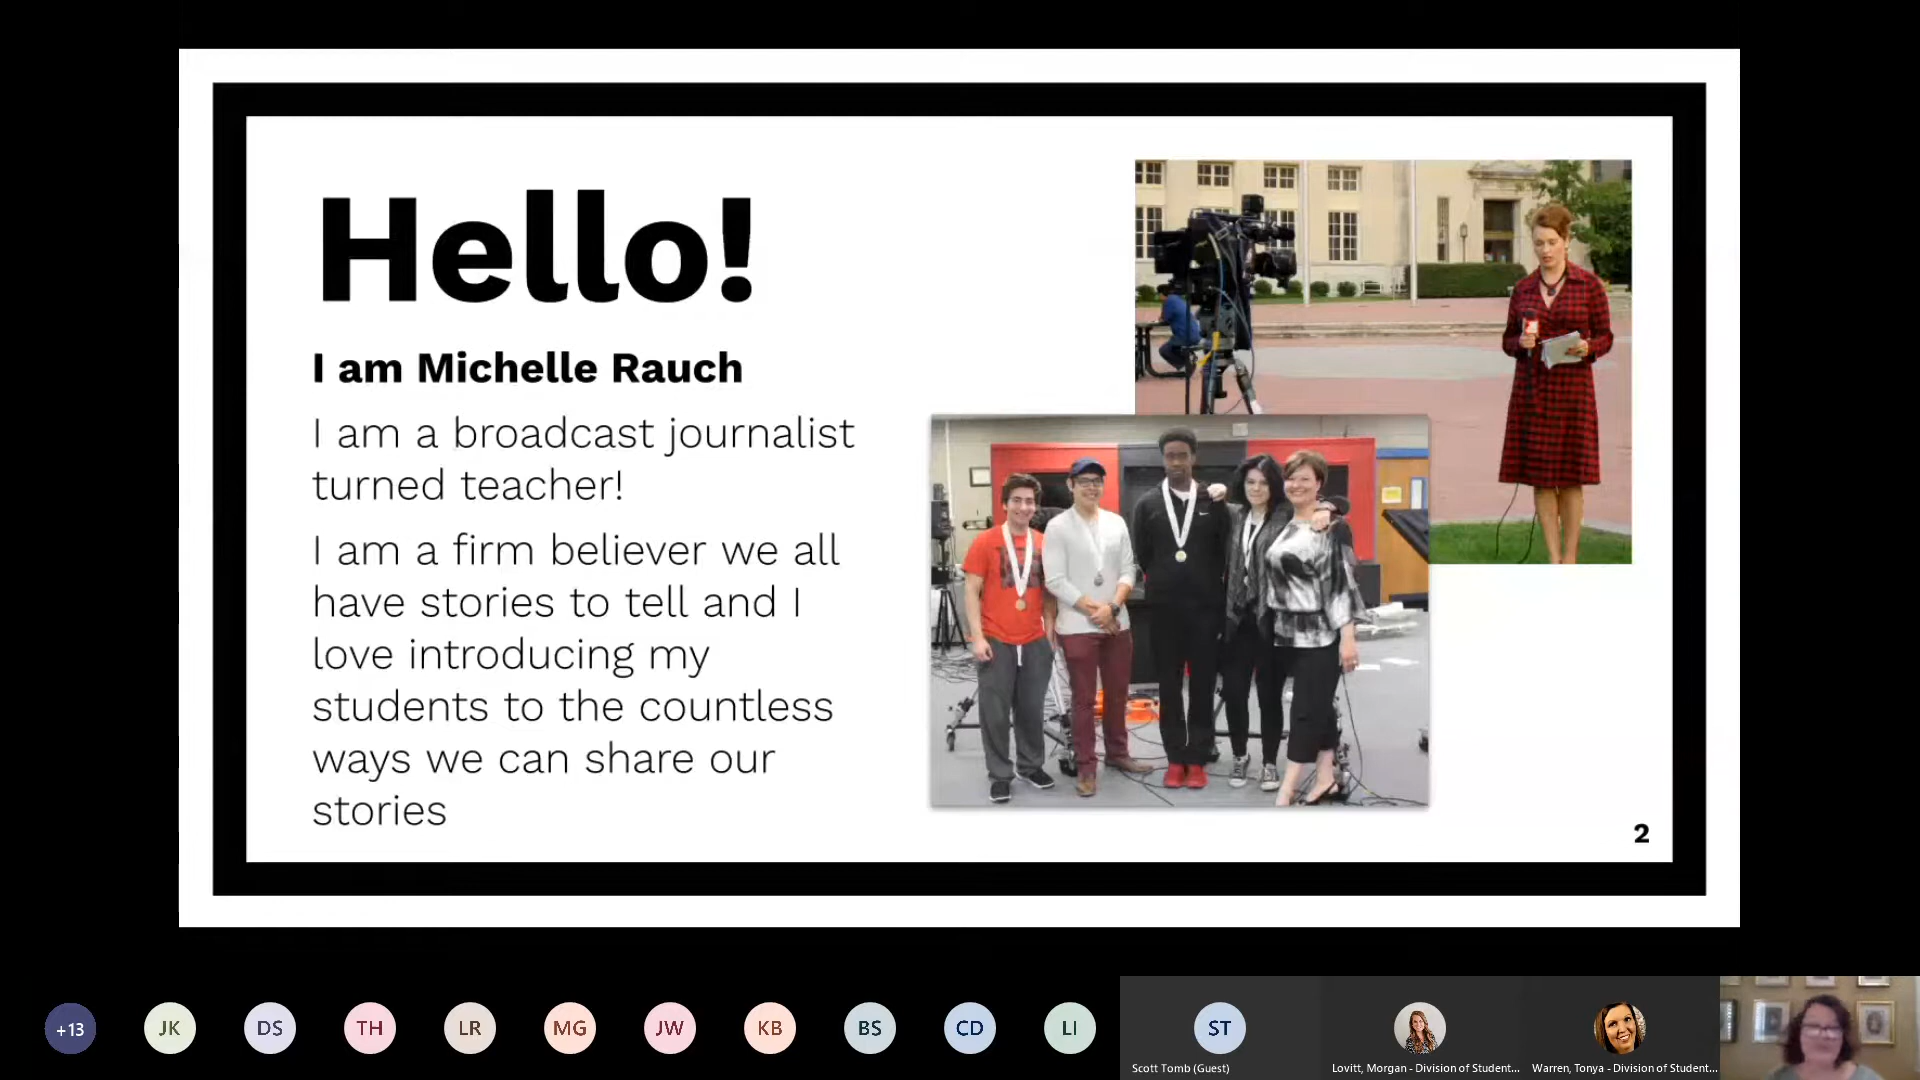 Hello!
I am Michelle Rauch
I am a broadcast journalist
turned teacher!
I am a firm believer we all
have stories to tell and I
love introducing my
students to the countless
ways we can share our
stories
2
+13
JK
DS
TH
LR
MG
JW
KB
BS
CD
LI
ST
Scott Tomb (Guest)
Lovitt, Morgan - Division of Student...
Warren, Tonya - Division of Student...